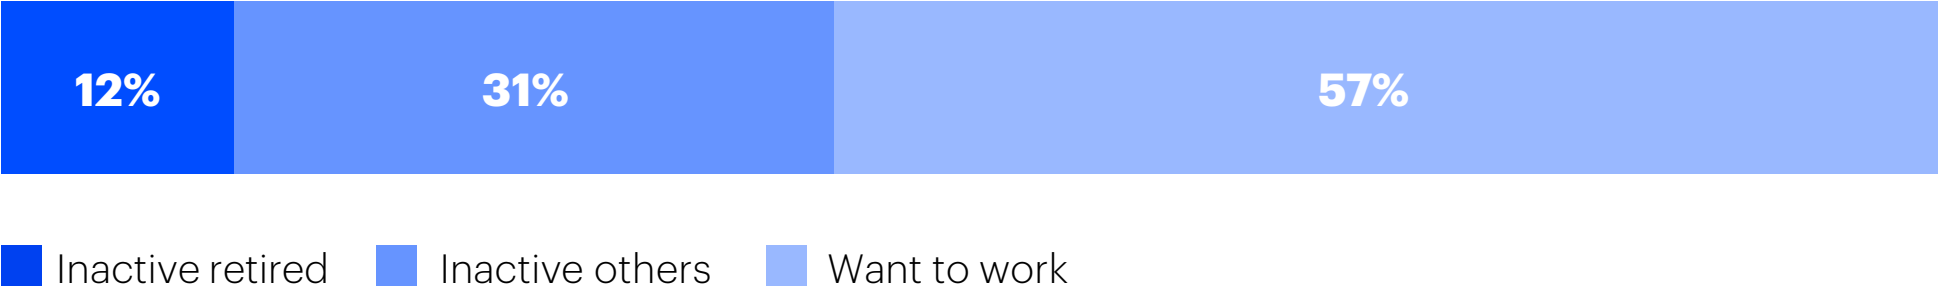 12% 31% 57%
Inactive retired Inactive others Want to work